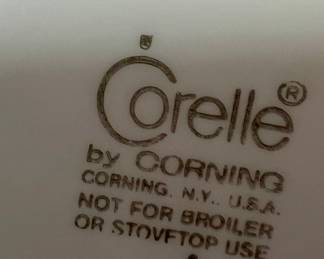 Corelle®
by CORNING
CORNING, N.Y., U.S.A.
NOT FOR BROILER
OR STOVETOP USE